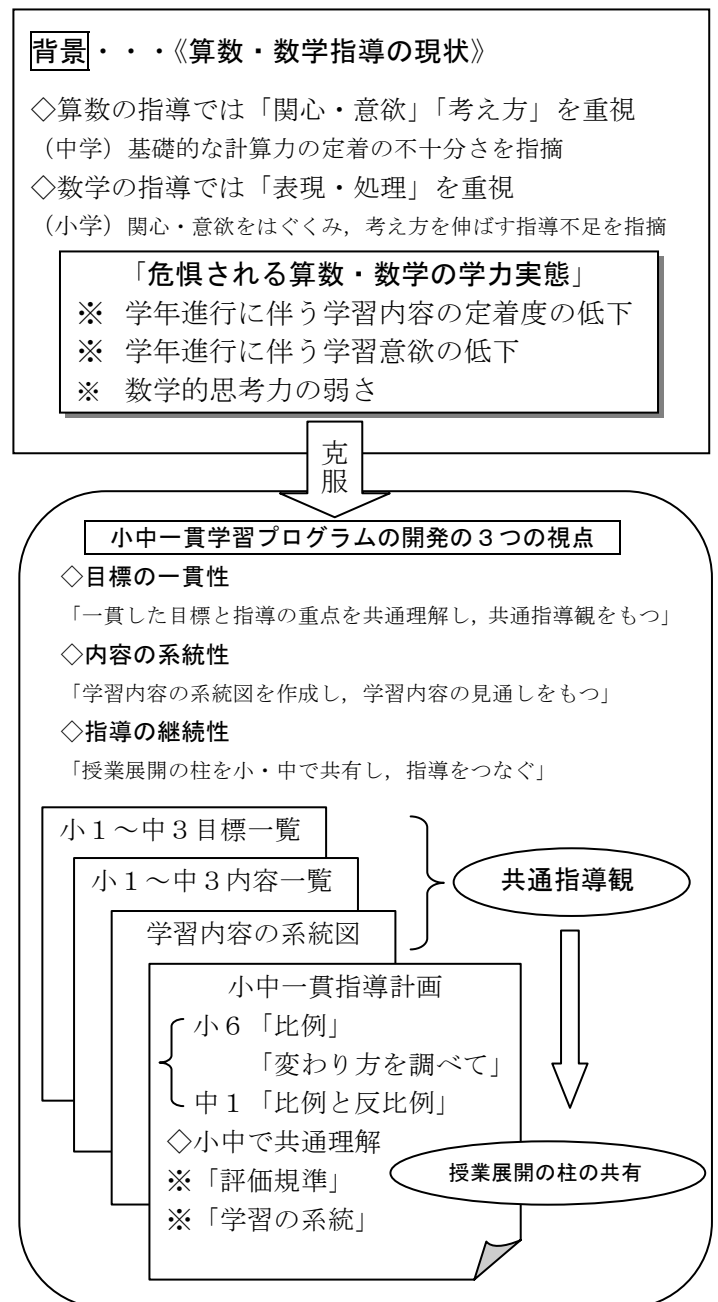 背景・・・《算数・数学指導の現状》
◇算数の指導では「関心・意欲」「考え方」を重視
（中学）基礎的な計算力の定着の不十分さを指摘
◇数学の指導では「表現・処理」を重視
（小学）関心・意欲をはぐくみ，考え方を伸ばす指導不足を指摘
「危惧される算数・数学の学力実態」
※ 学年進行に伴う学習内容の定着度の低下
※ 学年進行に伴う学習意欲の低下
※ 数学的思考力の弱さ
克服
小中一貫学習プログラムの開発の３つの視点
◇目標の一貫性
「一貫した目標と指導の重点を共通理解し，共通指導観をもつ」
◇内容の系統性
「学習内容の系統図を作成し，学習内容の見通しをもつ」
◇指導の継続性
「授業展開の柱を小・中で共有し，指導をつなぐ」
小１～中３目標一覧
小１～中３内容一覧
学習内容の系統図
共通指導観
小中一貫指導計画
小６「比例」
「変わり方を調べて」
中１「比例と反比例」
◇小中で共通理解
※「評価規準」
※「学習の系統」
授業展開の柱の共有